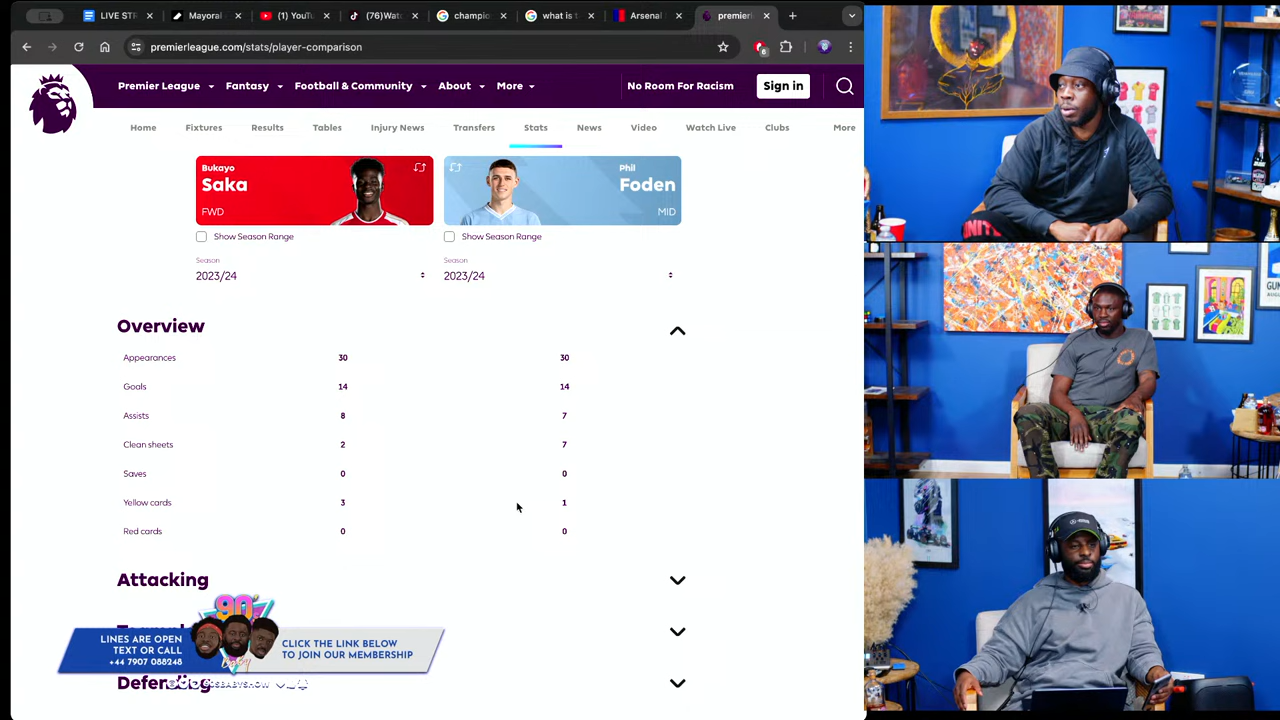 LIVE STR
Mayoral
(1) YouTu
(76) Watc
champio
what is t
Arsenal
premierl
premierleague.com/stats/player-comparison
6
Premier League
Fantasy
Football & Community
About
More
No Room For Racism
Sign in
Home
Fixtures
Results
Tables
Injury News
Transfers
Stats
News
Video
Watch Live
Clubs
More
Bukayo
Saka
FWD
Phil
Foden
MID
Show Season Range
Show Season Range
Season
2023/24
Season
2023/24
Overview
Appearances 30 30
Goals 14 14
Assists 8 7
Clean sheets 2 7
Saves 0 0
Yellow cards 3 1
Red cards 0 0
Attacking
Defending
LINES ARE OPEN
TEXT OR CALL
+44 7907 088248
90
CLICK THE LINK BELOW
TO JOIN OUR MEMBERSHIP